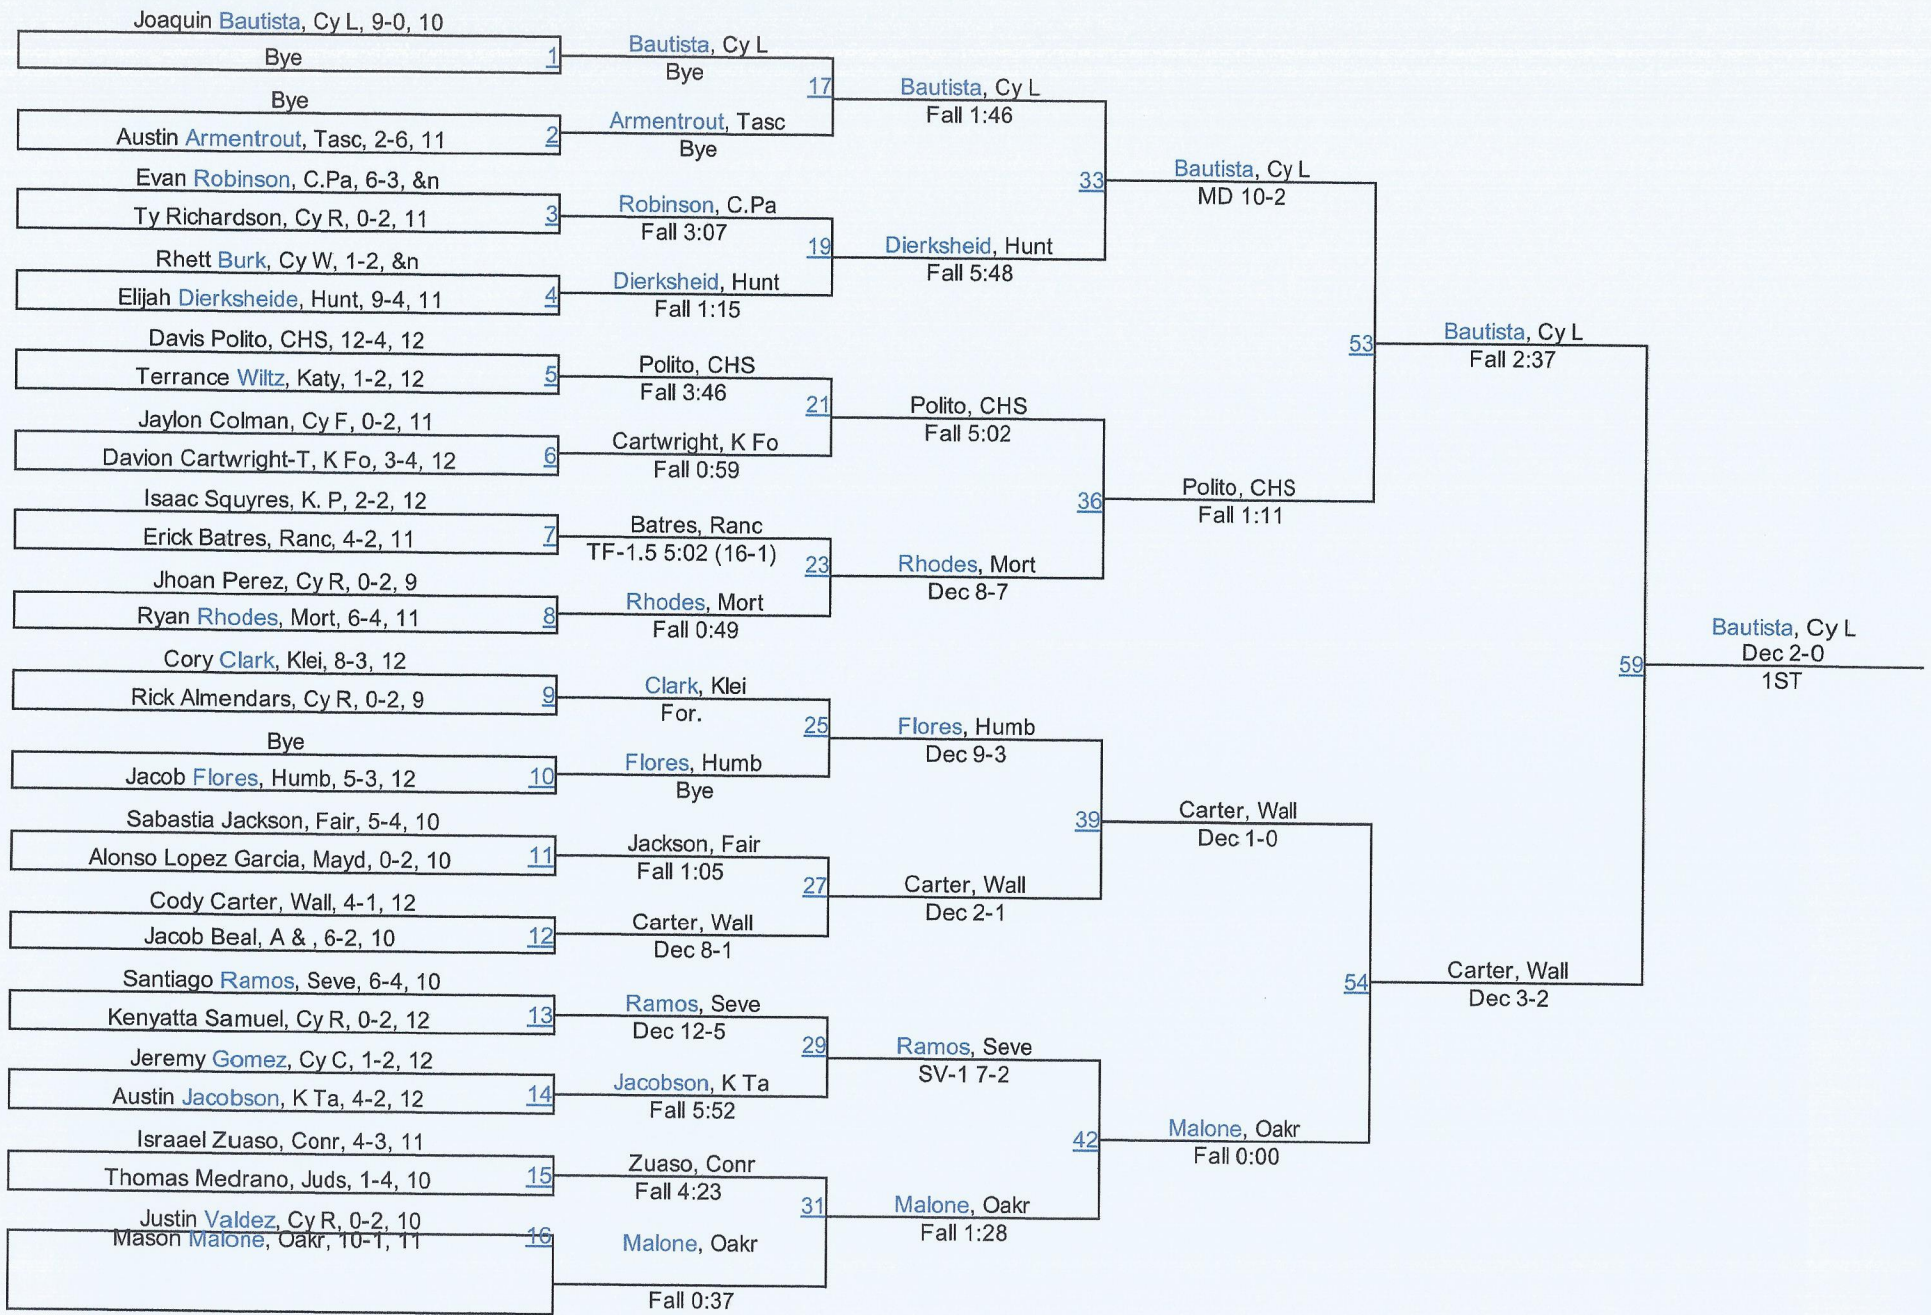 Joaquin Bautista, Cy L, 9-0, 10
Bye
1
Bye
Austin Armentrout, Tasc, 2-6, 11
2
Evan Robinson, C.Pa, 6-3, &n
Ty Richardson, Cy R, 0-2, 11
3
Rhett Burk, Cy W, 1-2, &n
Elijah Dierksheide, Hunt, 9-4, 11
4
Davis Polito, CHS, 12-4, 12
Terrance Wiltz, Katy, 1-2, 12
5
Jaylon Colman, Cy F, 0-2, 11
Davion Cartwright-T, K Fo, 3-4, 12
6
Isaac Squyres, K. P, 2-2, 12
Erick Batres, Ranc, 4-2, 11
7
Jhoan Perez, Cy R, 0-2, 9
Ryan Rhodes, Mort, 6-4, 11
8
Cory Clark, Klei, 8-3, 12
Rick Almendars, Cy R, 0-2, 9
9
Bye
Jacob Flores, Humb, 5-3, 12
10
Sabastia Jackson, Fair, 5-4, 10
Alonso Lopez Garcia, Mayd, 0-2, 10
11
Cody Carter, Wall, 4-1, 12
Jacob Beal, A & , 6-2, 10
12
Santiago Ramos, Seve, 6-4, 10
Kenyatta Samuel, Cy R, 0-2, 12
13
Jeremy Gomez, Cy C, 1-2, 12
Austin Jacobson, K Ta, 4-2, 12
14
Israael Zuaso, Conr, 4-3, 11
Thomas Medrano, Juds, 1-4, 10
15
Justin Valdez, Cy R, 0-2, 10
Mason Malone, Oakr, 10-1, 11
16
Bautista, Cy L
Bye
17
Armentrout, Tasc
Bye
Robinson, C.Pa
Fall 3:07
19
Dierksheid, Hunt
Fall 1:15
Polito, CHS
Fall 3:46
21
Cartwright, K Fo
Fall 0:59
Batres, Ranc
TF-1.5 5:02 (16-1)
23
Rhodes, Mort
Fall 0:49
Clark, Klei
For.
25
Flores, Humb
Bye
Jackson, Fair
Fall 1:05
27
Carter, Wall
Dec 8-1
Ramos, Seve
Dec 12-5
29
Jacobson, K Ta
Fall 5:52
Zuaso, Conr
Fall 4:23
31
Malone, Oakr
Fall 0:37
Bautista, Cy L
Fall 1:46
33
Dierksheid, Hunt
Fall 5:48
Polito, CHS
Fall 5:02
36
Rhodes, Mort
Dec 8-7
Flores, Humb
Dec 9-3
39
Carter, Wall
Dec 2-1
Ramos, Seve
SV-1 7-2
42
Malone, Oakr
Fall 1:28
Bautista, Cy L
MD 10-2
53
Polito, CHS
Fall 1:11
Carter, Wall
Dec 1-0
54
Malone, Oakr
Fall 0:00
Bautista, Cy L
Fall 2:37
59
Carter, Wall
Dec 3-2
Bautista, Cy L
Dec 2-0
1ST